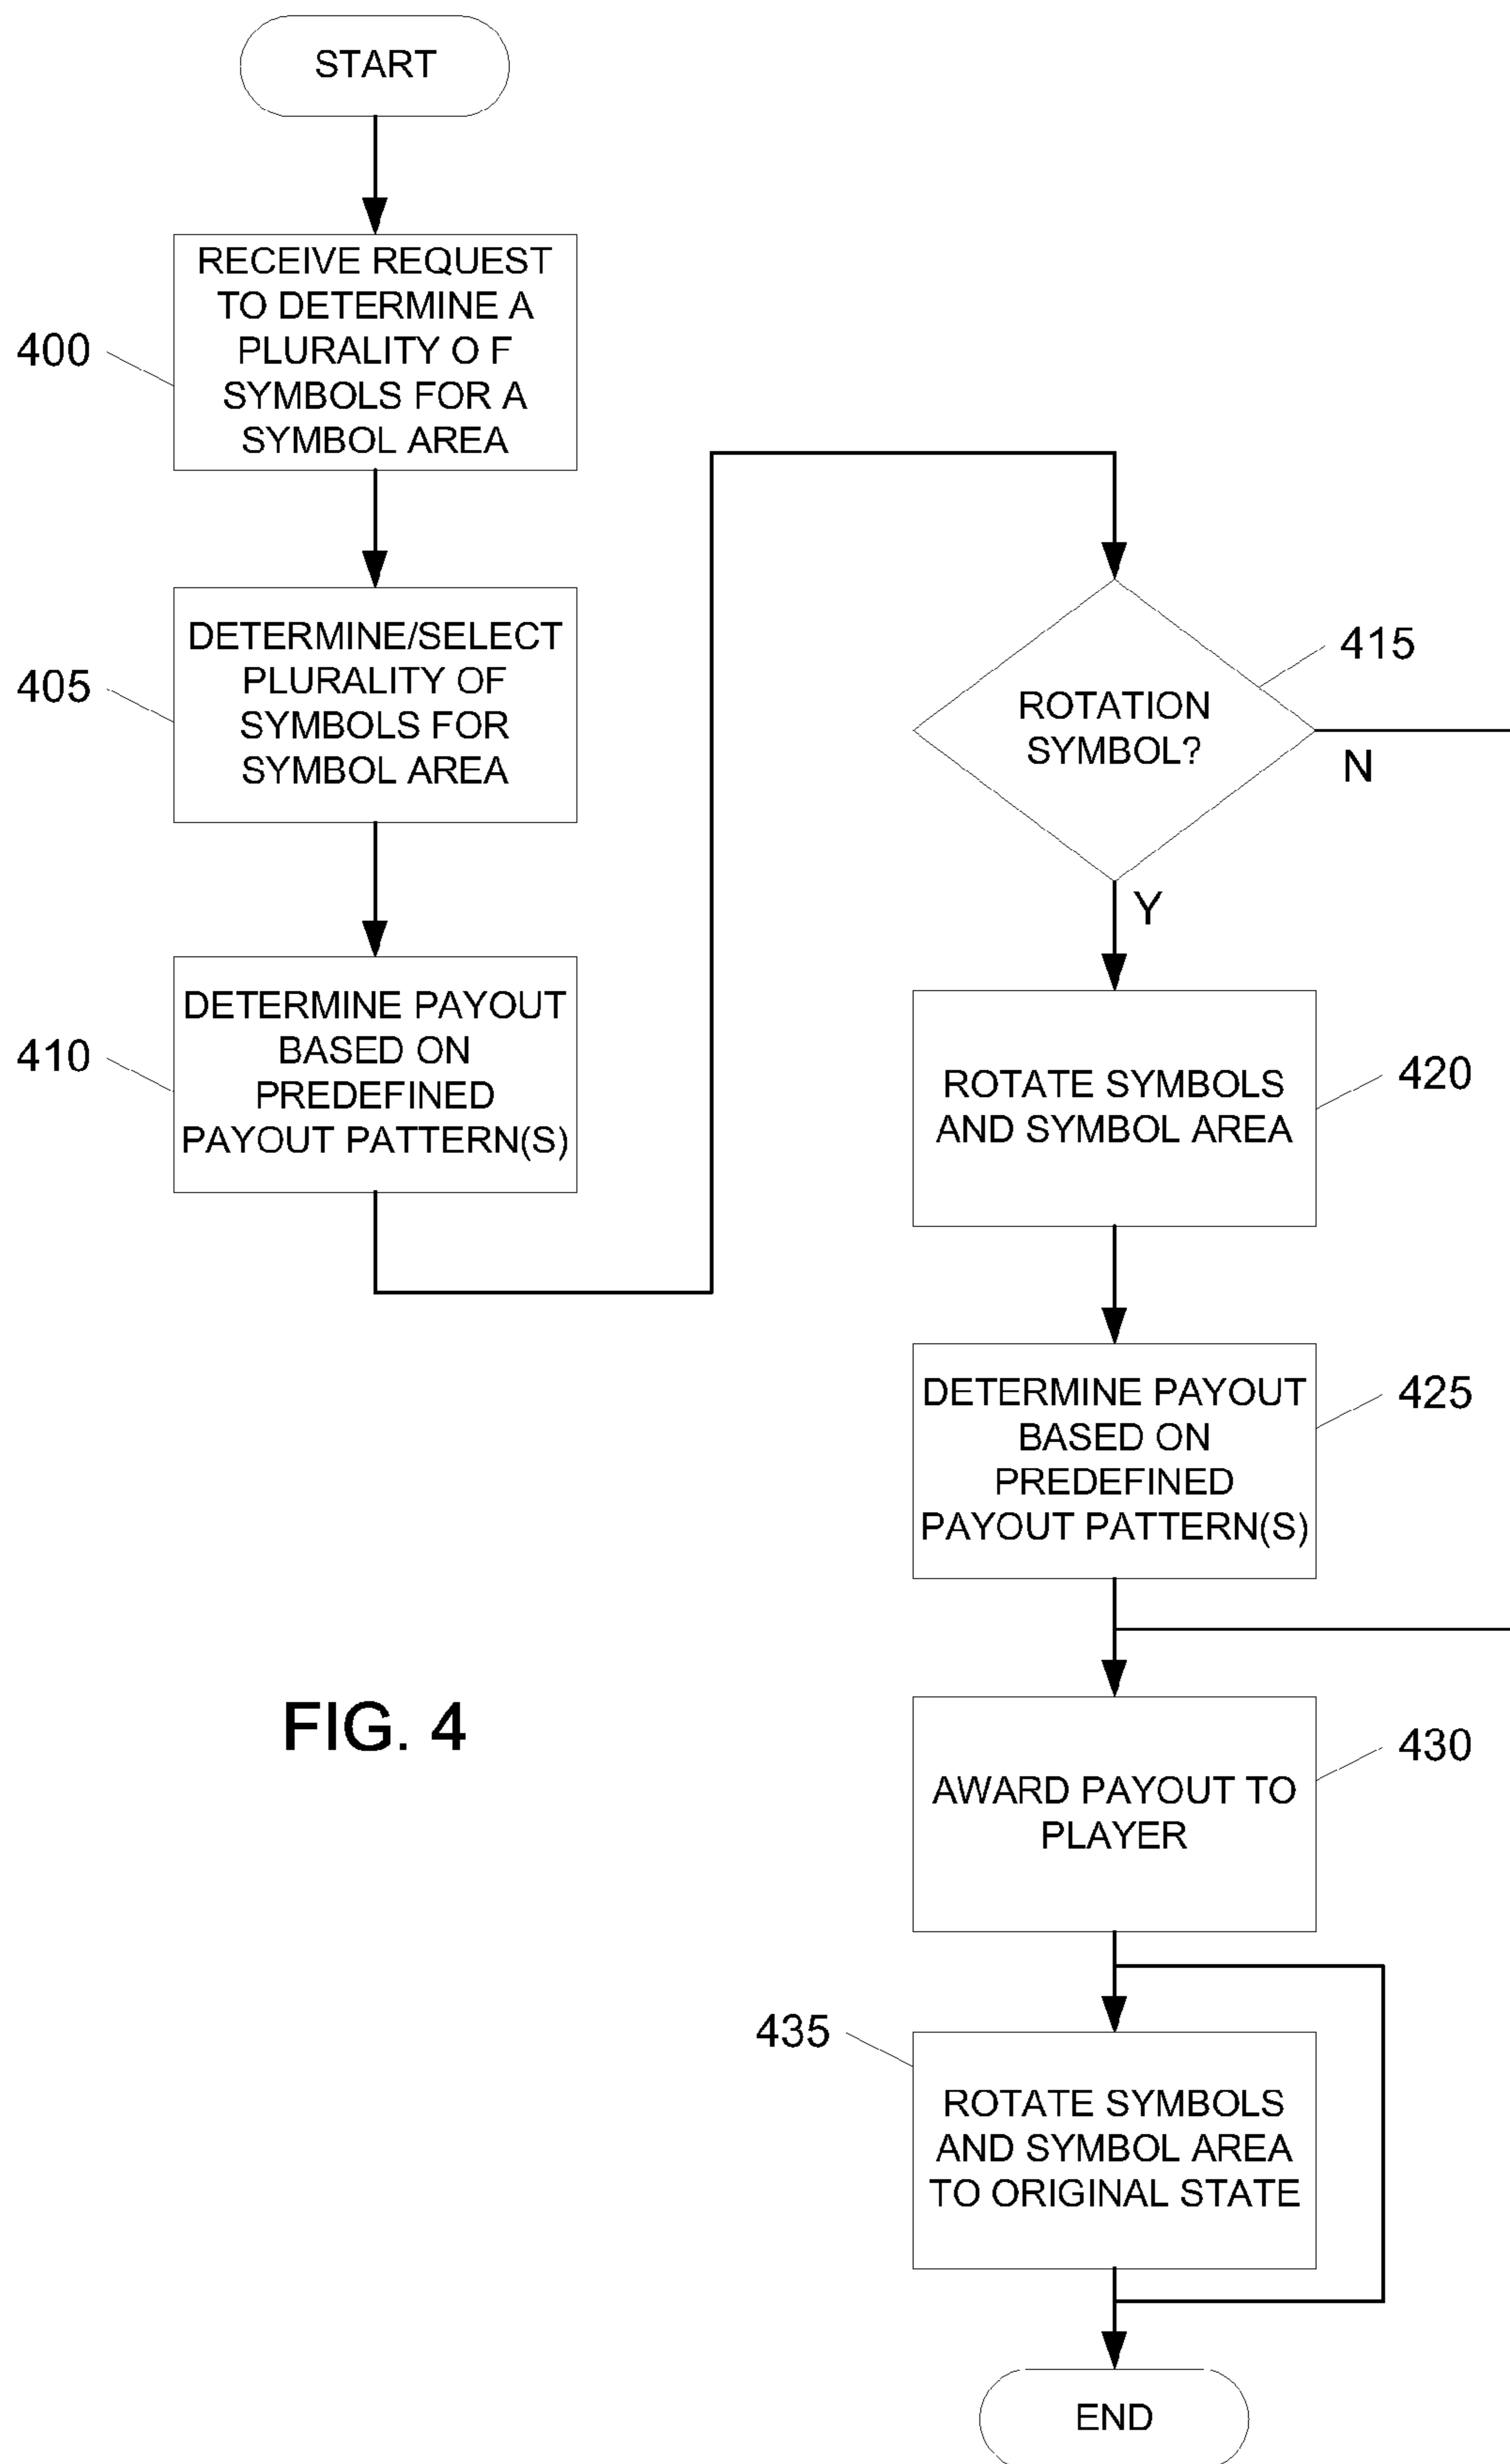 START
RECEIVE REQUEST
TO DETERMINE A
PLURALITY O F
SYMBOLS FOR A
SYMBOL AREA
400
DETERMINE/SELECT
PLURALITY OF
SYMBOLS FOR
SYMBOL AREA
405
DETERMINE PAYOUT
BASED ON
PREDEFINED
PAYOUT PATTERN(S)
410
ROTATION
SYMBOL?
415
N
Y
ROTATE SYMBOLS
AND SYMBOL AREA
420
DETERMINE PAYOUT
BASED ON
PREDEFINED
PAYOUT PATTERN(S)
425
AWARD PAYOUT TO
PLAYER
430
ROTATE SYMBOLS
AND SYMBOL AREA
TO ORIGINAL STATE
435
END
FIG. 4